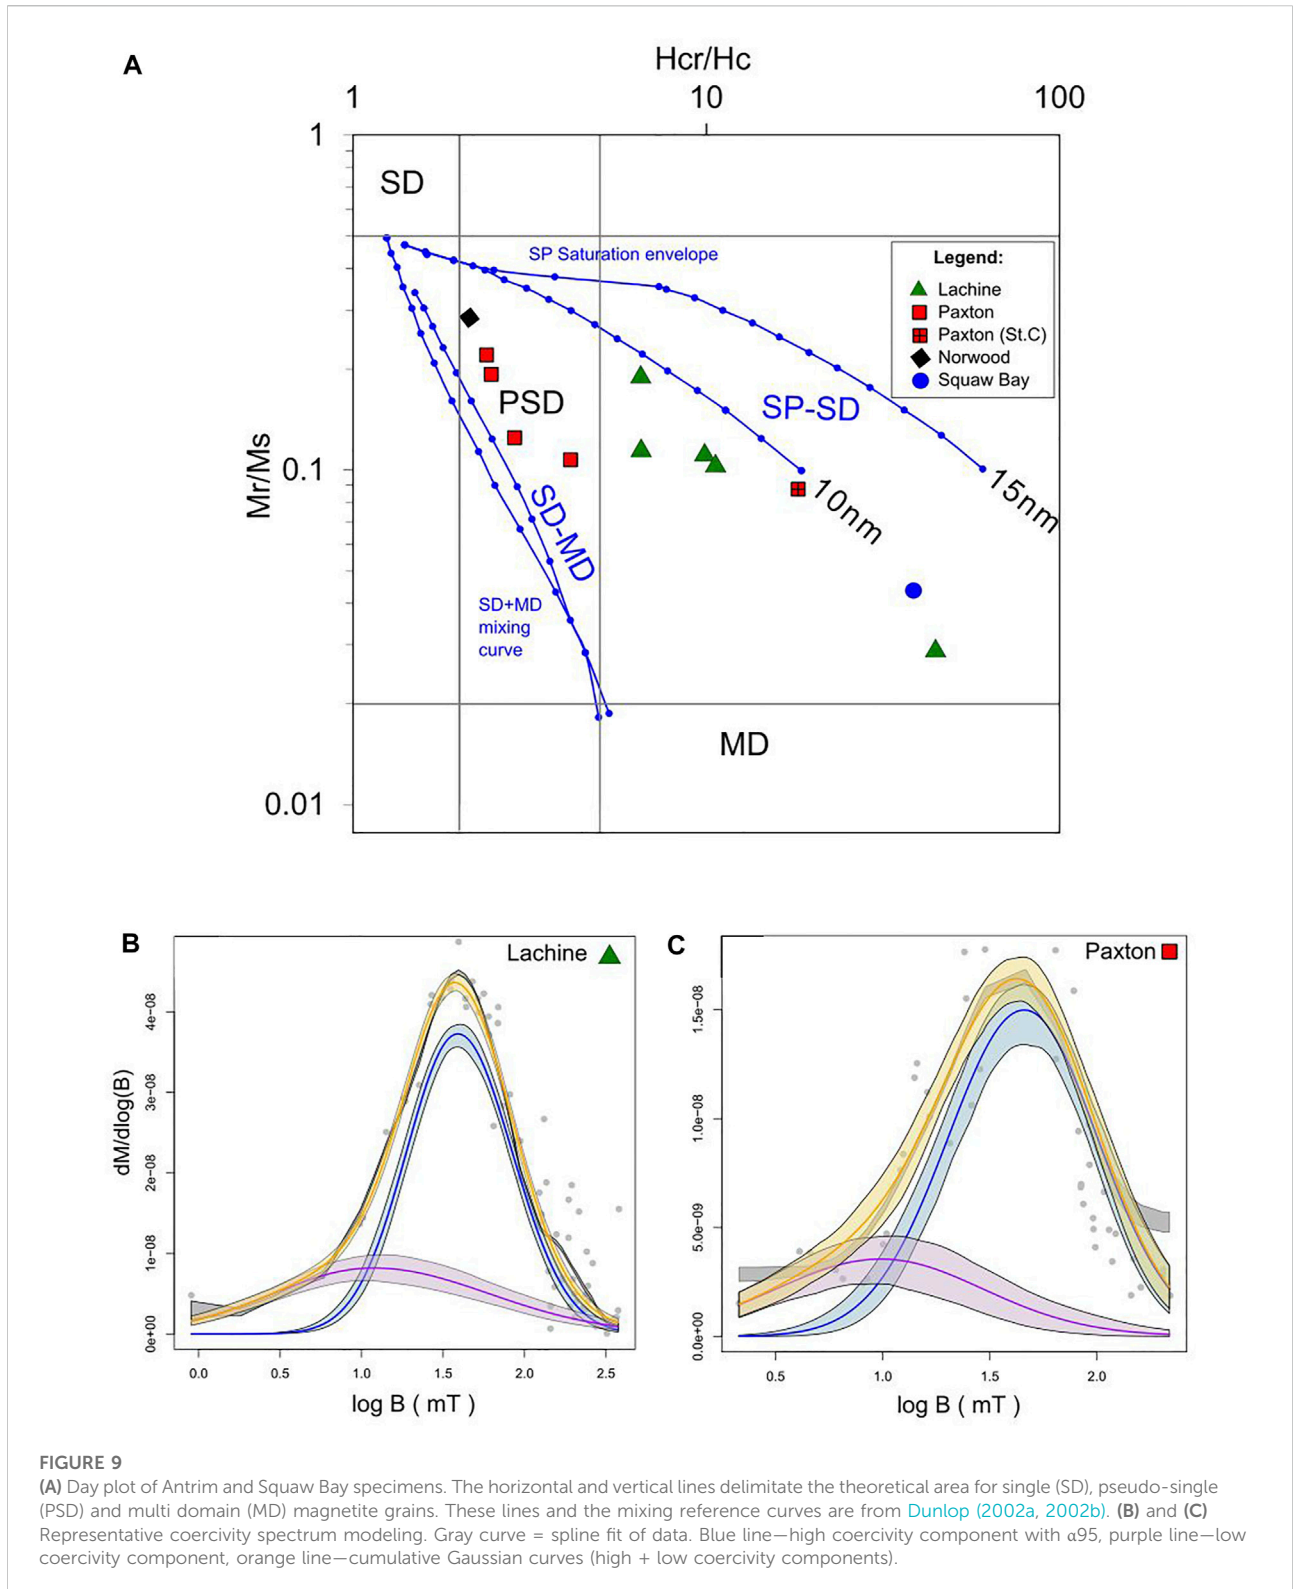 A
Hcr/Hc
1
10
100
1
SD
SP Saturation envelope
Legend:
Lachine
Paxton
Paxton (St.C)
Norwood
Squaw Bay
PSD
SP-SD
Mr/Ms
0.1
10nm
15nm
SD-MD
SD+MD
mixing
curve
MD
0.01
B
Lachine
dM/dlog(B)
4e-08
3e-08
2e-08
1e-08
0e+00
0.0 0.5 1.0 1.5 2.0 2.5
log B ( mT )
C
Paxton
1.5e-08
1.0e-08
5.0e-09
0.0e+00
0.5 1.0 1.5 2.0
log B ( mT )
FIGURE 9
(A) Day plot of Antrim and Squaw Bay specimens. The horizontal and vertical lines delimitate the theoretical area for single (SD), pseudo-single
(PSD) and multi domain (MD) magnetite grains. These lines and the mixing reference curves are from Dunlop (2002a, 2002b). (B) and (C)
Representative coercivity spectrum modeling. Gray curve = spline fit of data. Blue line—high coercivity component with α95, purple line—low
coercivity component, orange line—cumulative Gaussian curves (high + low coercivity components).